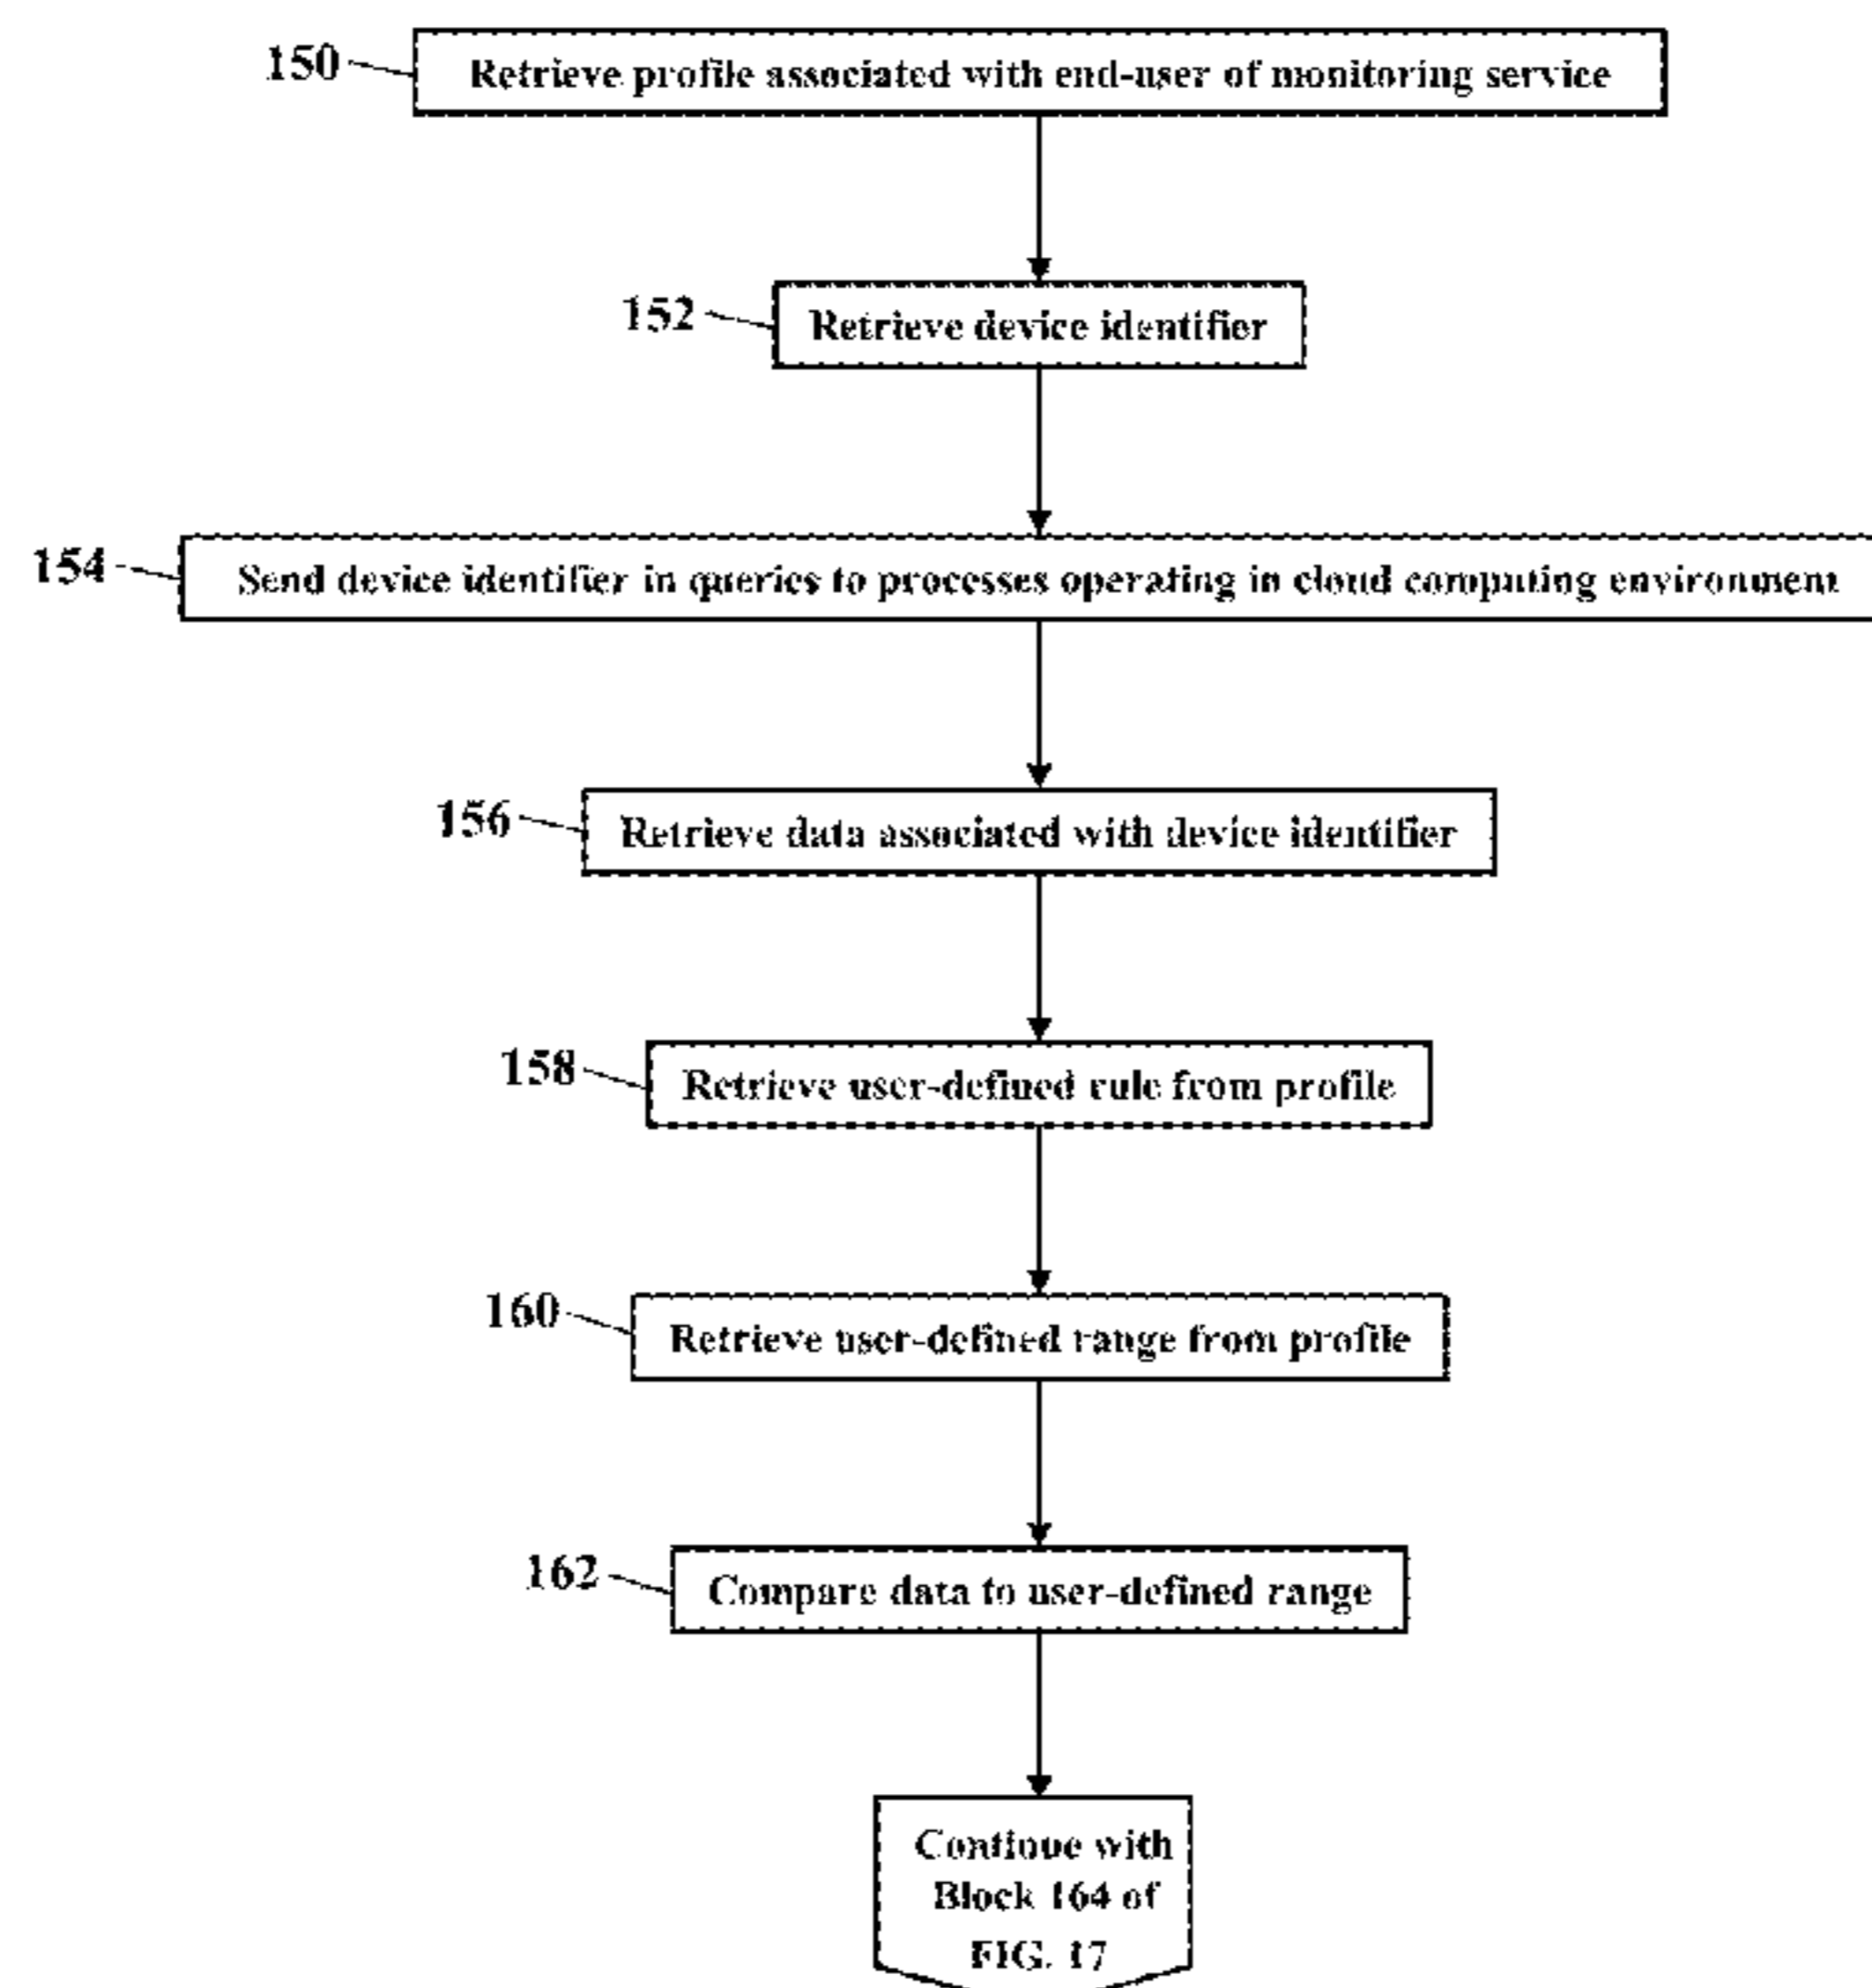 150
Retrieve profile associated with end-user of monitoring service
152
Retrieve device identifier
154
Send device identifier in queries to processes operating in cloud computing environment
156
Retrieve data associated with device identifier
158
Retrieve user-defined rule from profile
160
Retrieve user-defined range from profile
162
Compare data to user-defined range
Continue with
Block 164 of
FIG. 17